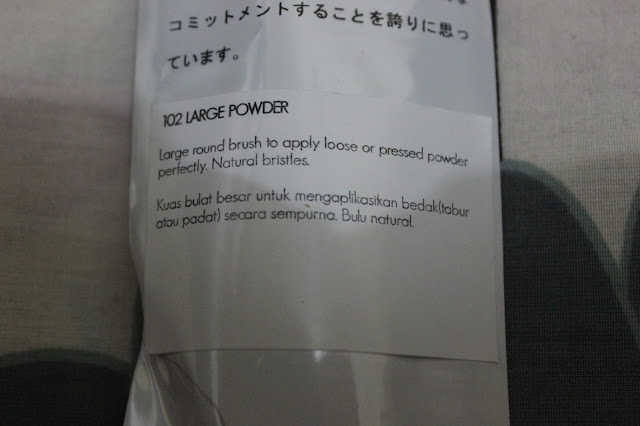 コミットメントすることを誇りに思っ
ています。
102 LARGE POWDER
Large round brush to apply loose or pressed powder
perfectly. Natural bristles.
Kuas bulat besar untuk mengaplikasikan bedak(tabur
atau padat) secara sempurna. Bulu natural.